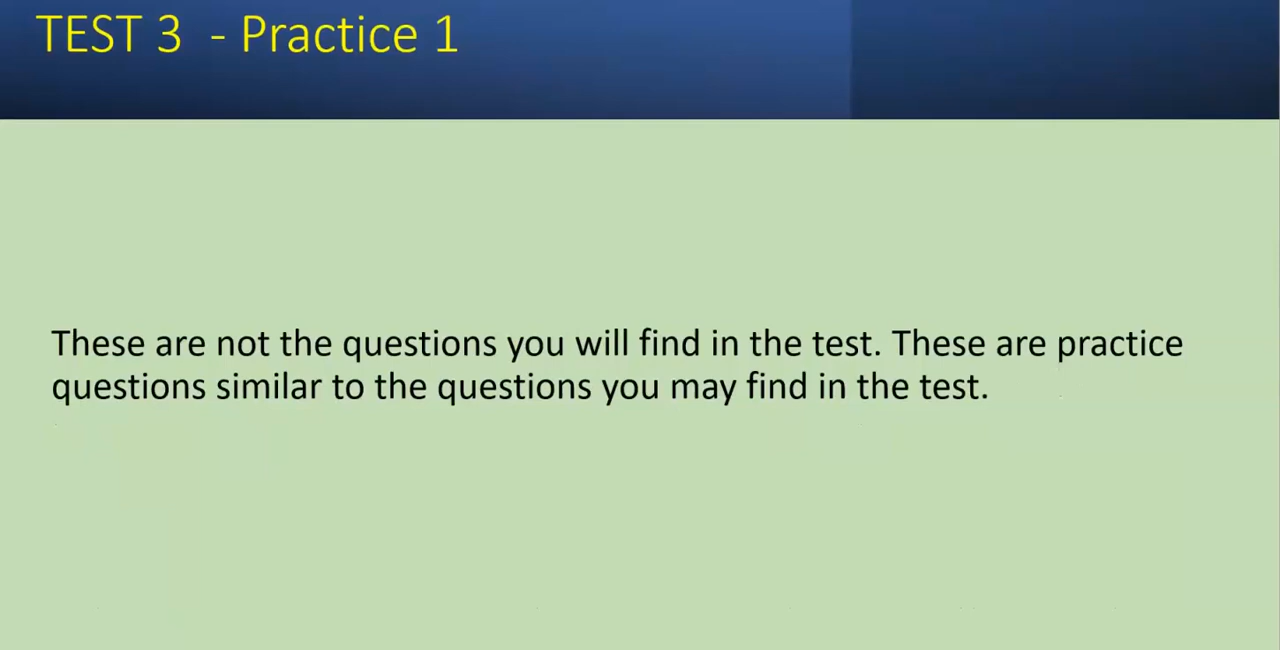 TEST 3 - Practice 1
These are not the questions you will find in the test. These are practice
questions similar to the questions you may find in the test.